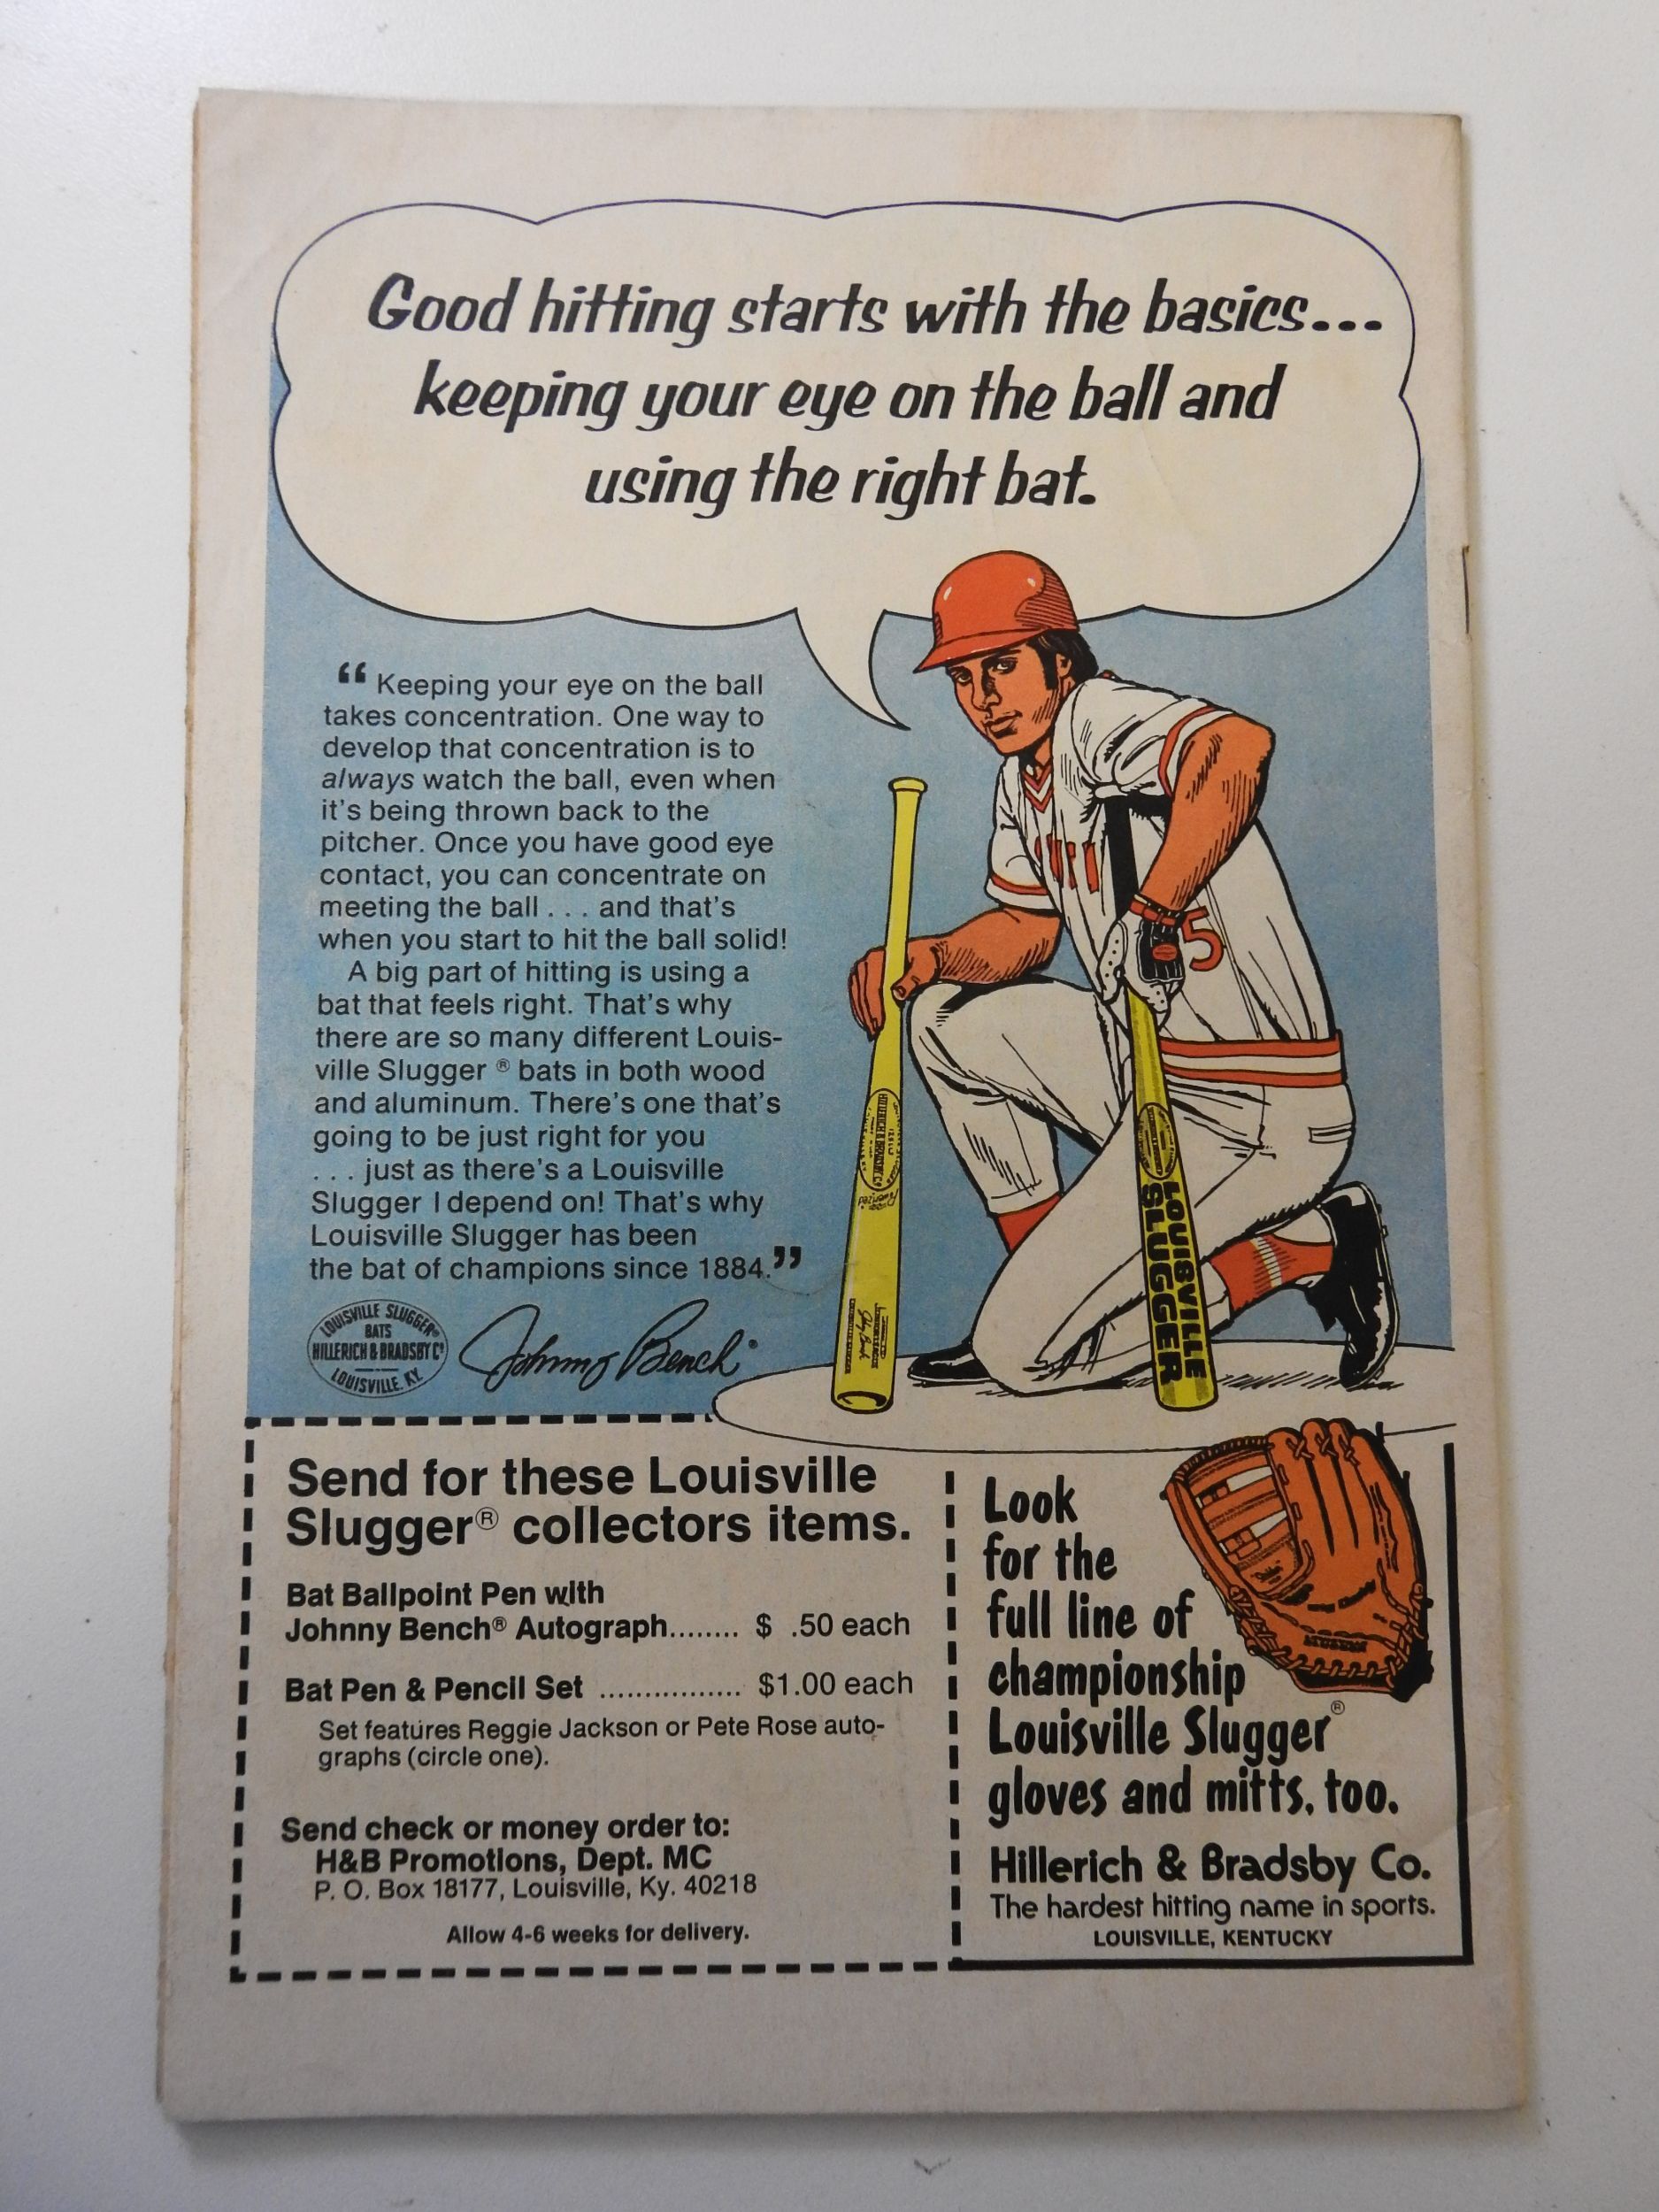 Good hitting starts with the basics...
keeping your eye on the ball and
using the right bat.
“ Keeping your eye on the ball
takes concentration. One way to
develop that concentration is to
always watch the ball, even when
it's being thrown back to the
pitcher. Once you have good eye
contact, you can concentrate on
meeting the ball . . . and that's
when you start to hit the ball solid!
A big part of hitting is using a
bat that feels right. That's why
there are so many different Louis-
ville Slugger ® bats in both wood
and aluminum. There's one that's
going to be just right for you
. . . just as there's a Louisville
Slugger I depend on! That's why
Louisville Slugger has been
the bat of champions since 1884.”
LOUISVILLE SLUGGER®
BATS
HILLERICH & BRADSBY Cº
LOUISVILLE, KY.
Johnny Bench
5
HILLERICH & BRADSBY Cº
LOUISVILLE
SLUGGER
Send for these Louisville
Slugger® collectors items.
Bat Ballpoint Pen with
Johnny Bench® Autograph........ $ .50 each
Bat Pen & Pencil Set ................ $1.00 each
Set features Reggie Jackson or Pete Rose auto-
graphs (circle one).
Send check or money order to:
H&B Promotions, Dept. MC
P. O. Box 18177, Louisville, Ky. 40218
Allow 4-6 weeks for delivery.
Look
for the
full line of
championship
Louisville Slugger®
gloves and mitts, too.
Hillerich & Bradsby Co.
The hardest hitting name in sports.
LOUISVILLE, KENTUCKY